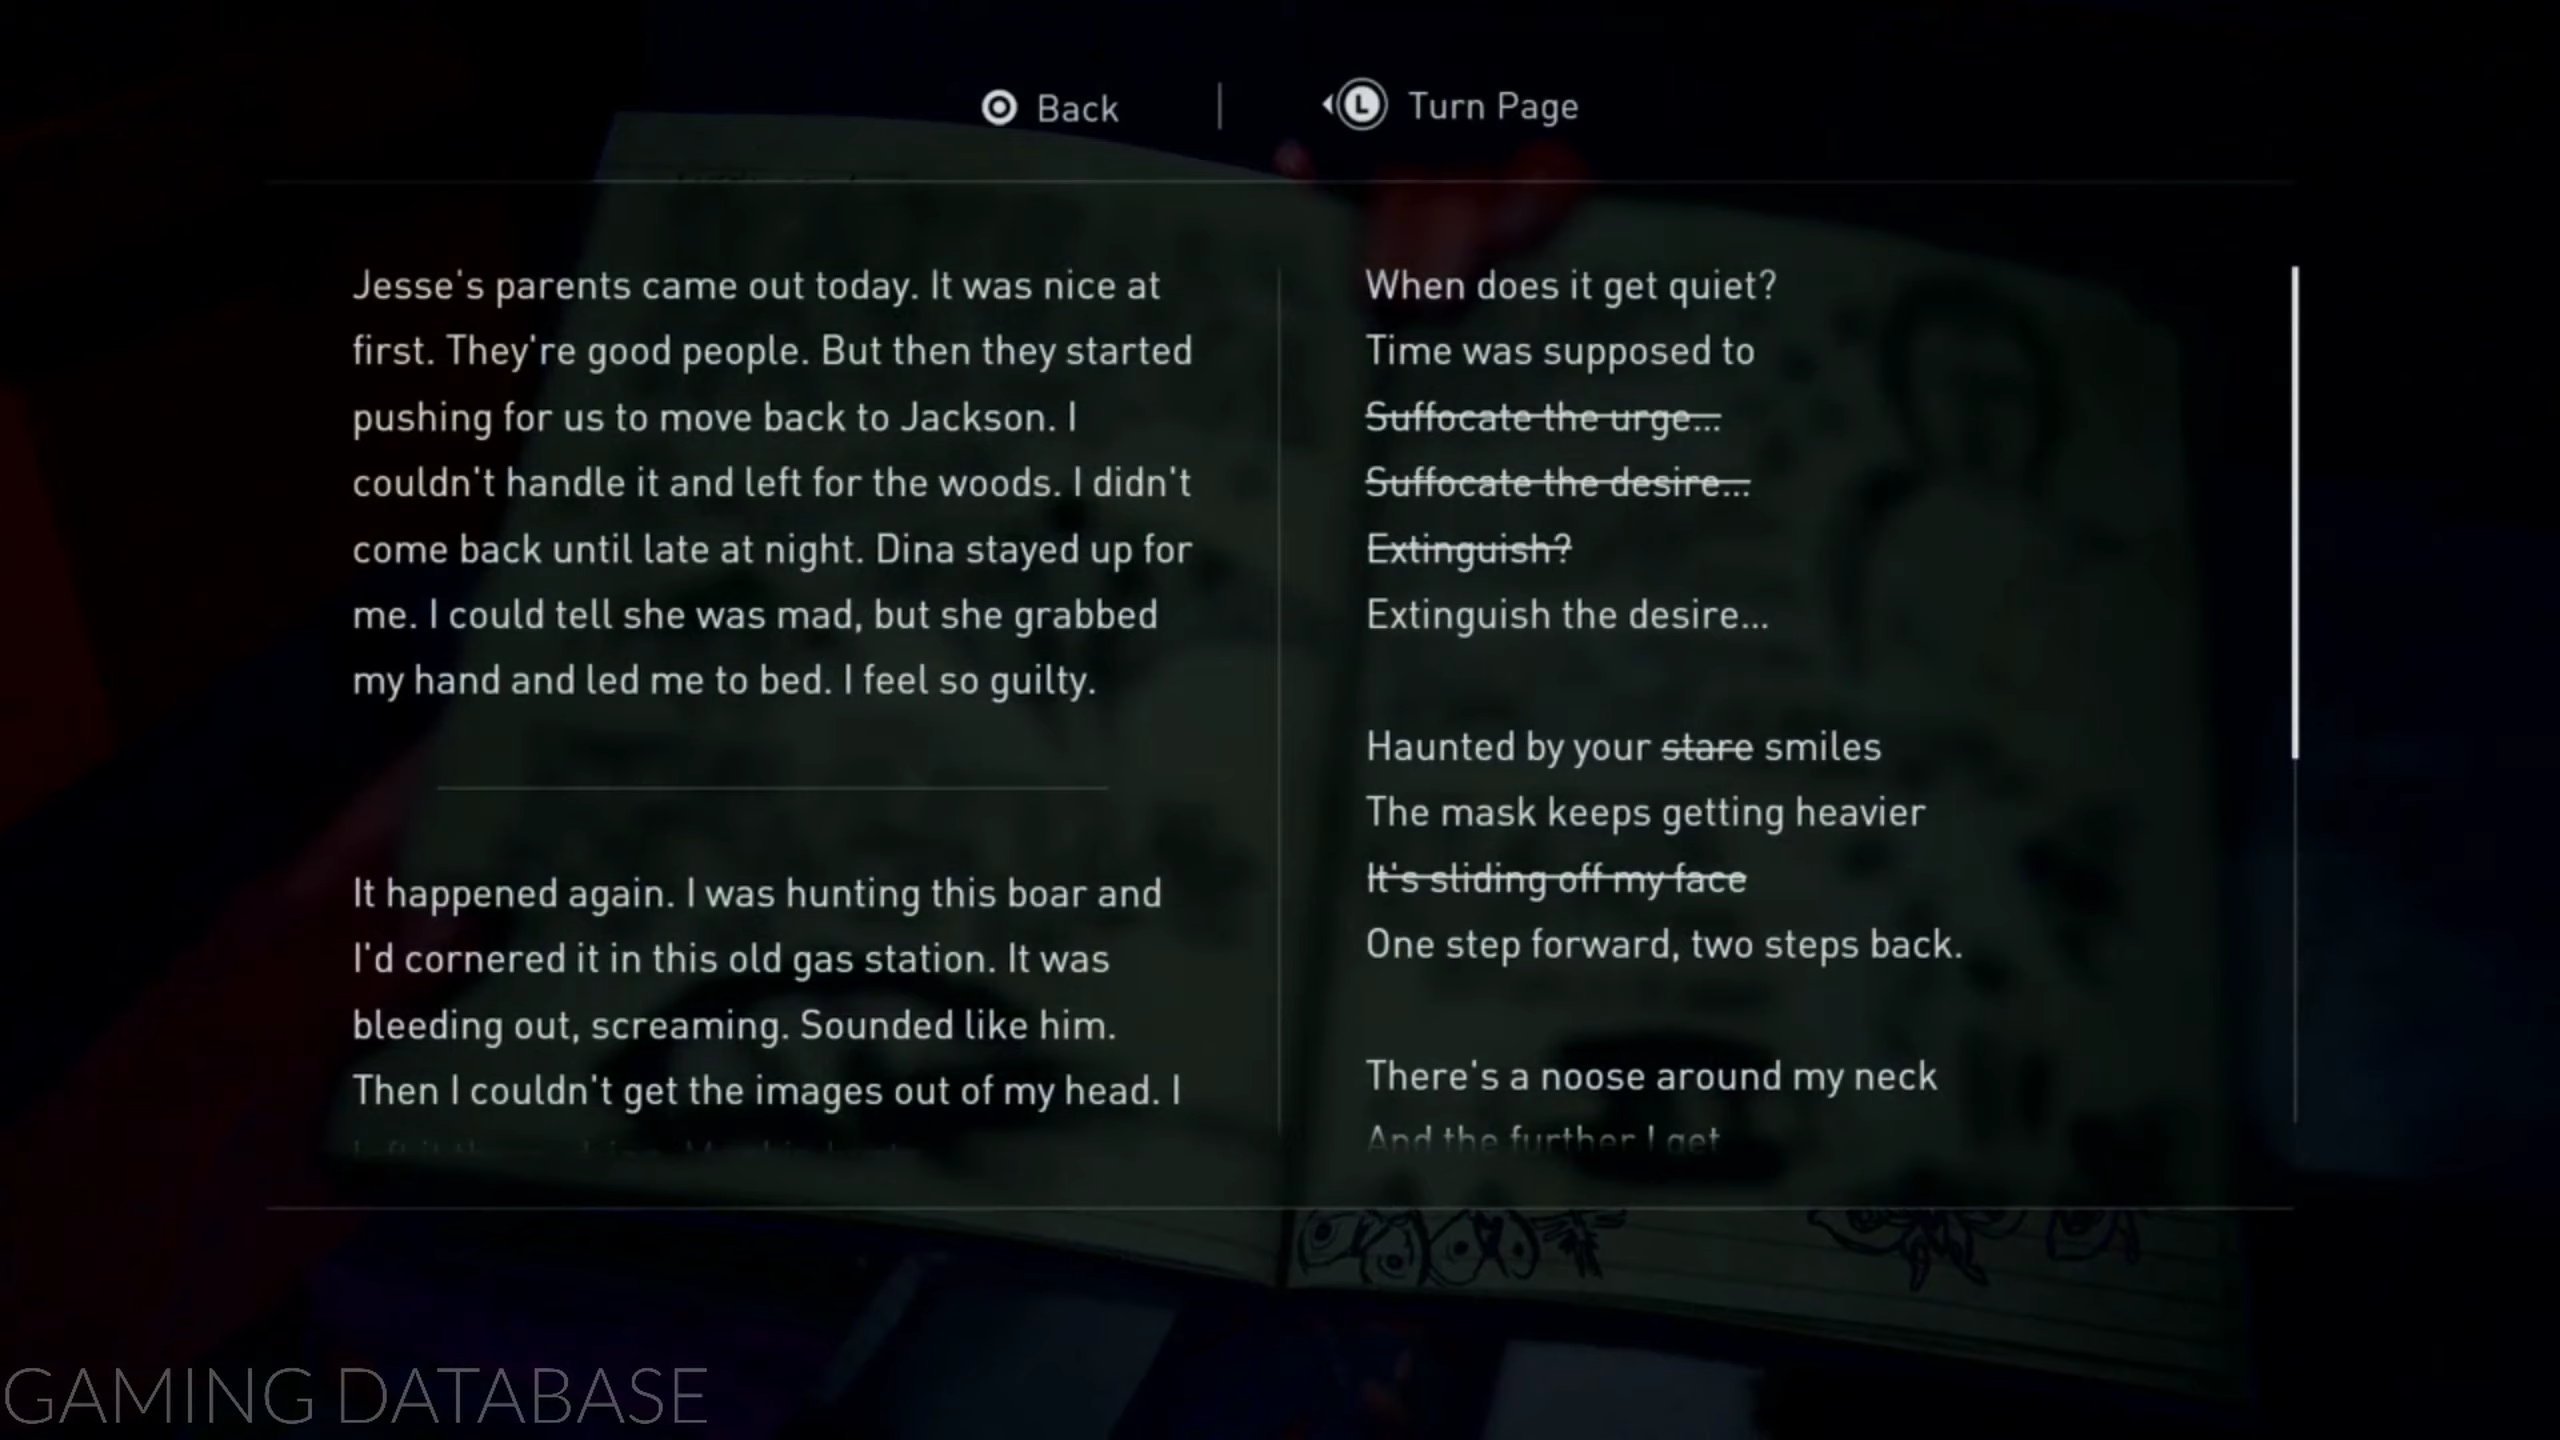 Back
L Turn Page
Jesse's parents came out today. It was nice at
first. They're good people. But then they started
pushing for us to move back to Jackson. I
couldn't handle it and left for the woods. I didn't
come back until late at night. Dina stayed up for
me. I could tell she was mad, but she grabbed
my hand and led me to bed. I feel so guilty.
It happened again. I was hunting this boar and
I'd cornered it in this old gas station. It was
bleeding out, screaming. Sounded like him.
Then I couldn't get the images out of my head. I
When does it get quiet?
Time was supposed to
Suffocate the urge...
Suffocate the desire...
Extinguish?
Extinguish the desire...
Haunted by your stare smiles
The mask keeps getting heavier
It's sliding off my face
One step forward, two steps back.
There's a noose around my neck
And the further I get
GAMING DATABASE